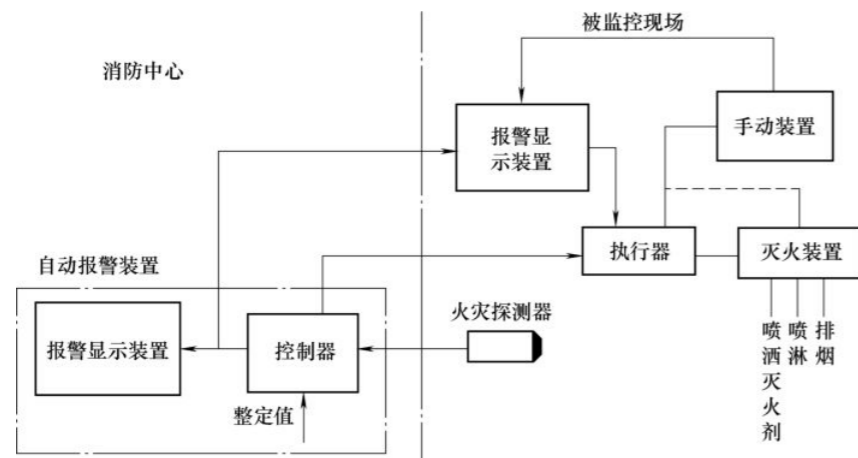 被监控现场
消防中心
报警显
示装置
手动装置
执行器
灭火装置
自动报警装置
报警显示装置
控制器
火灾探测器
整定值
喷洒灭火剂
喷淋
排烟